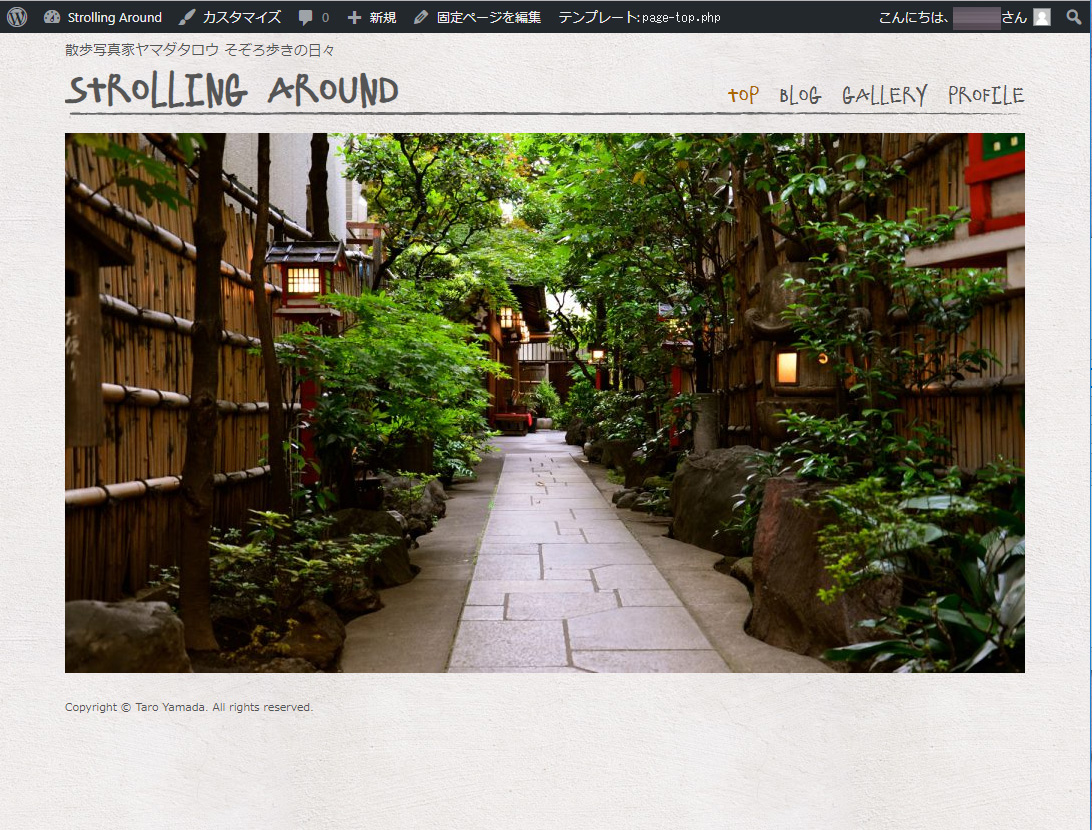 Strolling Around カスタマイズ 0 新規 固定ページを編集 テンプレート:page-top.php こんにちは、 さん
散歩写真家ヤマダタロウ そぞろ歩きの日々
STROLLING AROUND
TOP BLOG GALLERY PROFILE
Copyright © Taro Yamada. All rights reserved.